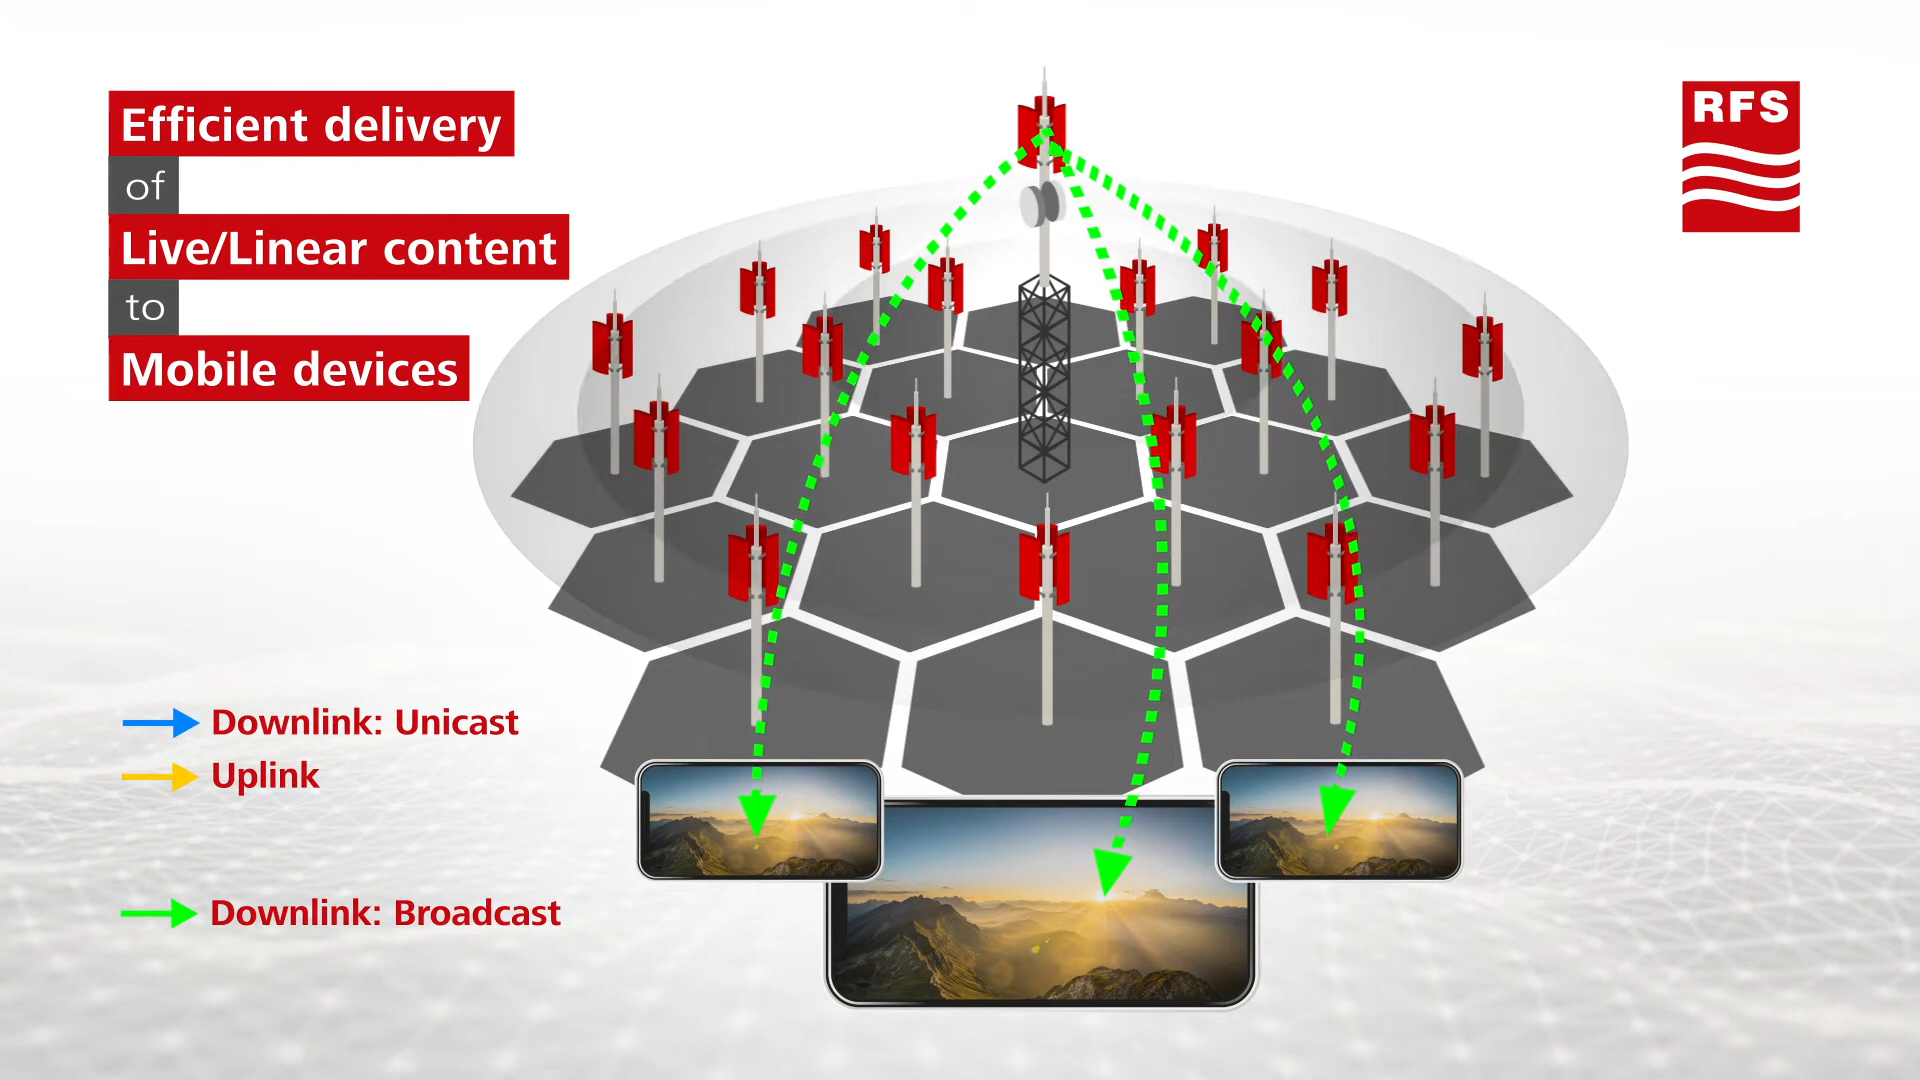 Efficient delivery
of
Live/Linear content
to
Mobile devices
RFS
Downlink: Unicast
Uplink
Downlink: Broadcast